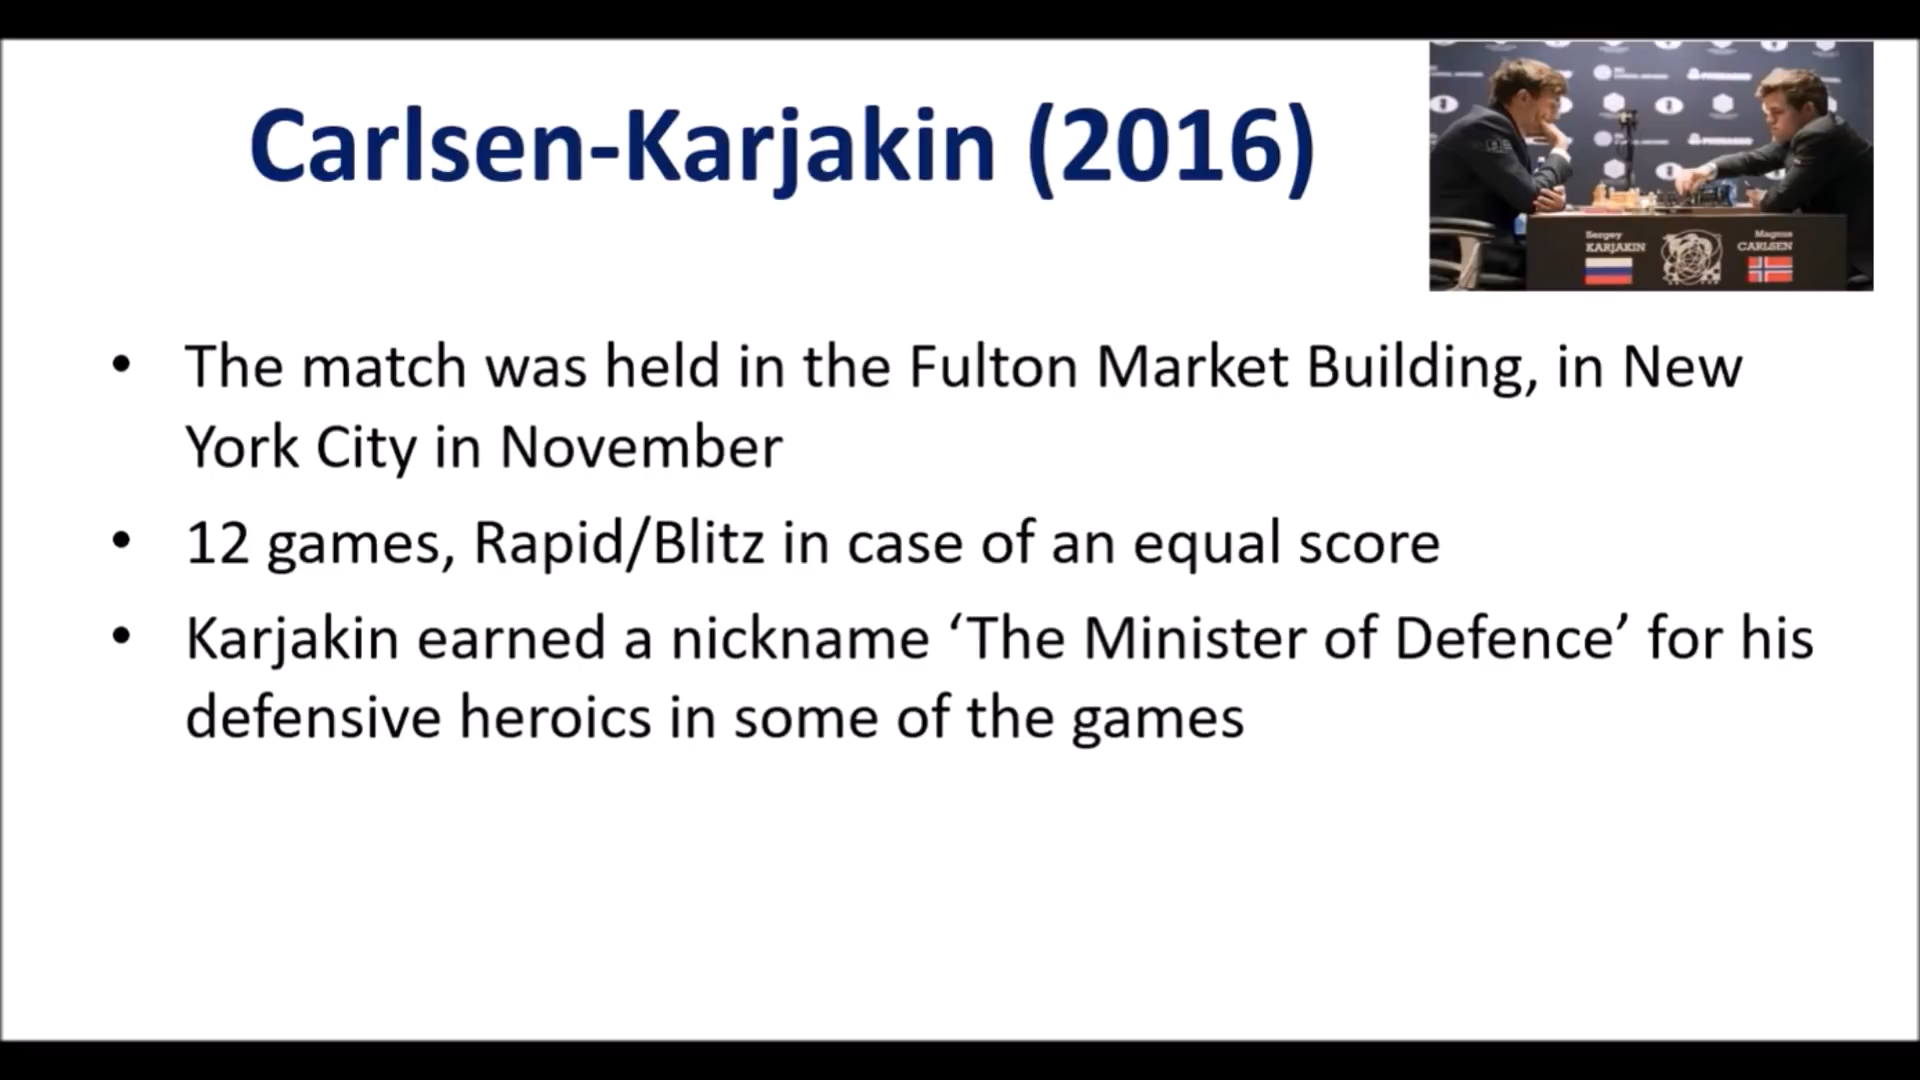 Carlsen-Karjakin (2016)
Sergey
KARJAKIN
Magnus
CARLSEN
• The match was held in the Fulton Market Building, in New
York City in November
• 12 games, Rapid/Blitz in case of an equal score
• Karjakin earned a nickname ‘The Minister of Defence’ for his
defensive heroics in some of the games